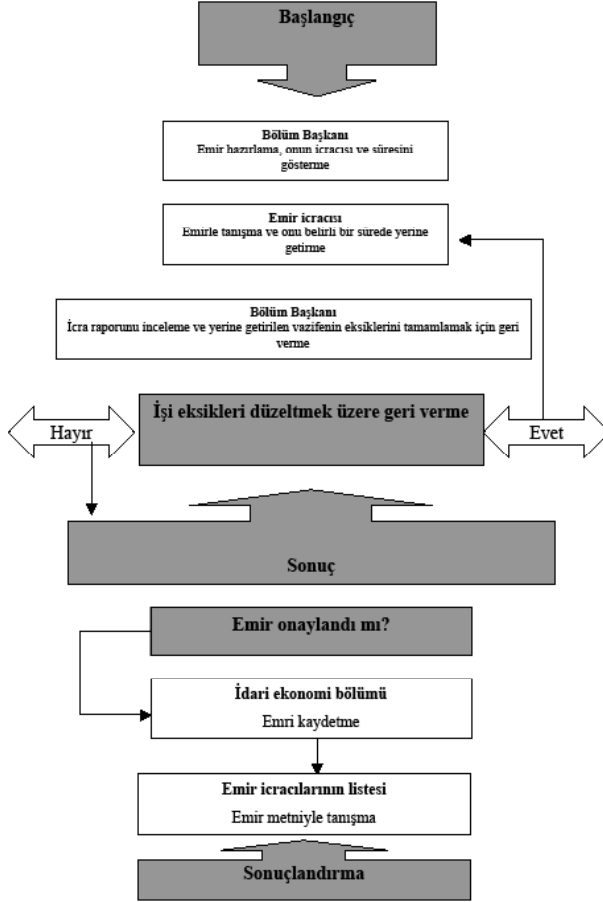 Başlangıç
Bölüm Başkanı
Emir hazırlama, onun icracısı ve süresini
gösterme
Emir icracısı
Emirle tanışma ve onu belirli bir sürede yerine
getirme
Bölüm Başkanı
İcra raporunu inceleme ve yerine getirilen vazifenin eksiklerini tamamlamak için geri
verme
İşi eksikleri düzeltmek üzere geri verme
Hayır
Evet
Sonuç
Emir onaylandı mı?
İdari ekonomi bölümü
Emri kaydetme
Emir icracılarının listesi
Emir metniyle tanışma
Sonuçlandırma